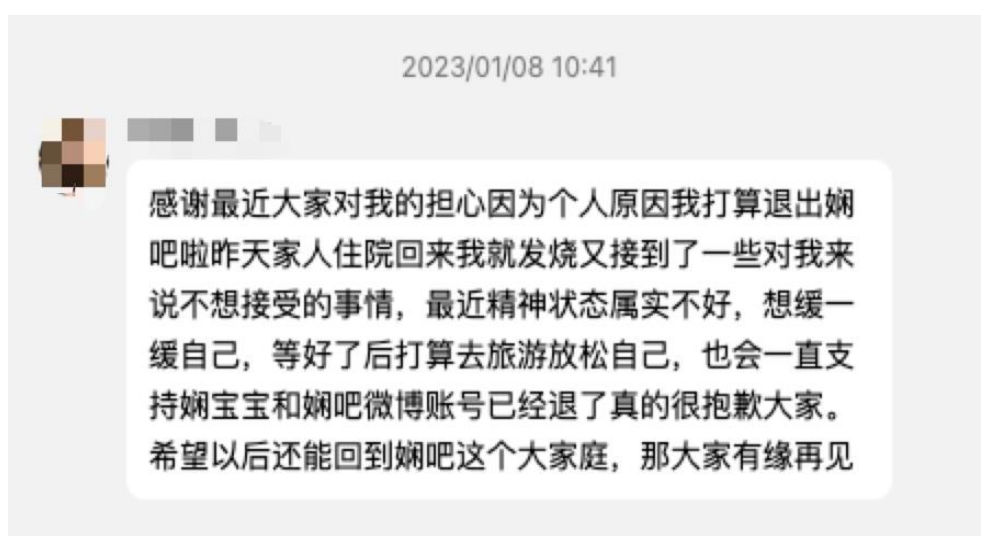 2023/01/08 10:41
感谢最近大家对我的担心因为个人原因我打算退出娴
吧啦昨天家人住院回来我就发烧又接到了一些对我来
说不想接受的事情，最近精神状态属实不好，想缓一
缓自己，等好了后打算去旅游放松自己，也会一直支
持娴宝宝和娴吧微博账号已经退了真的很抱歉大家。
希望以后还能回到娴吧这个大家庭，那大家有缘再见